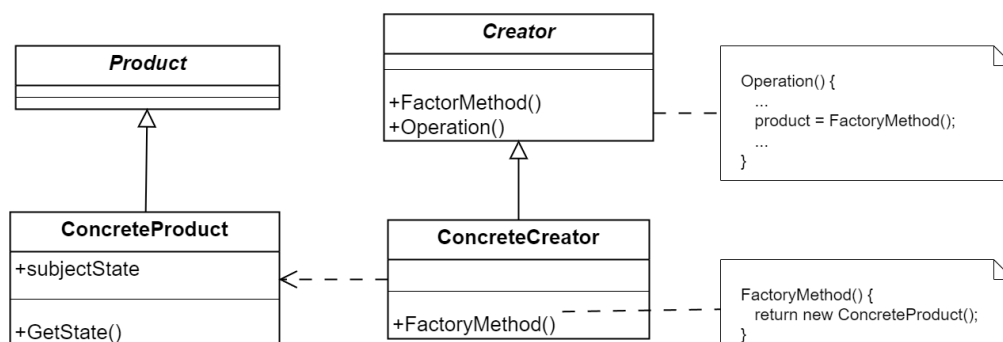 Product
ConcreteProduct
+subjectState
+GetState()
Creator
+FactorMethod()
+Operation()
ConcreteCreator
+FactoryMethod()
Operation() {
...
product = FactoryMethod();
...
}
FactoryMethod() {
return new ConcreteProduct();
}